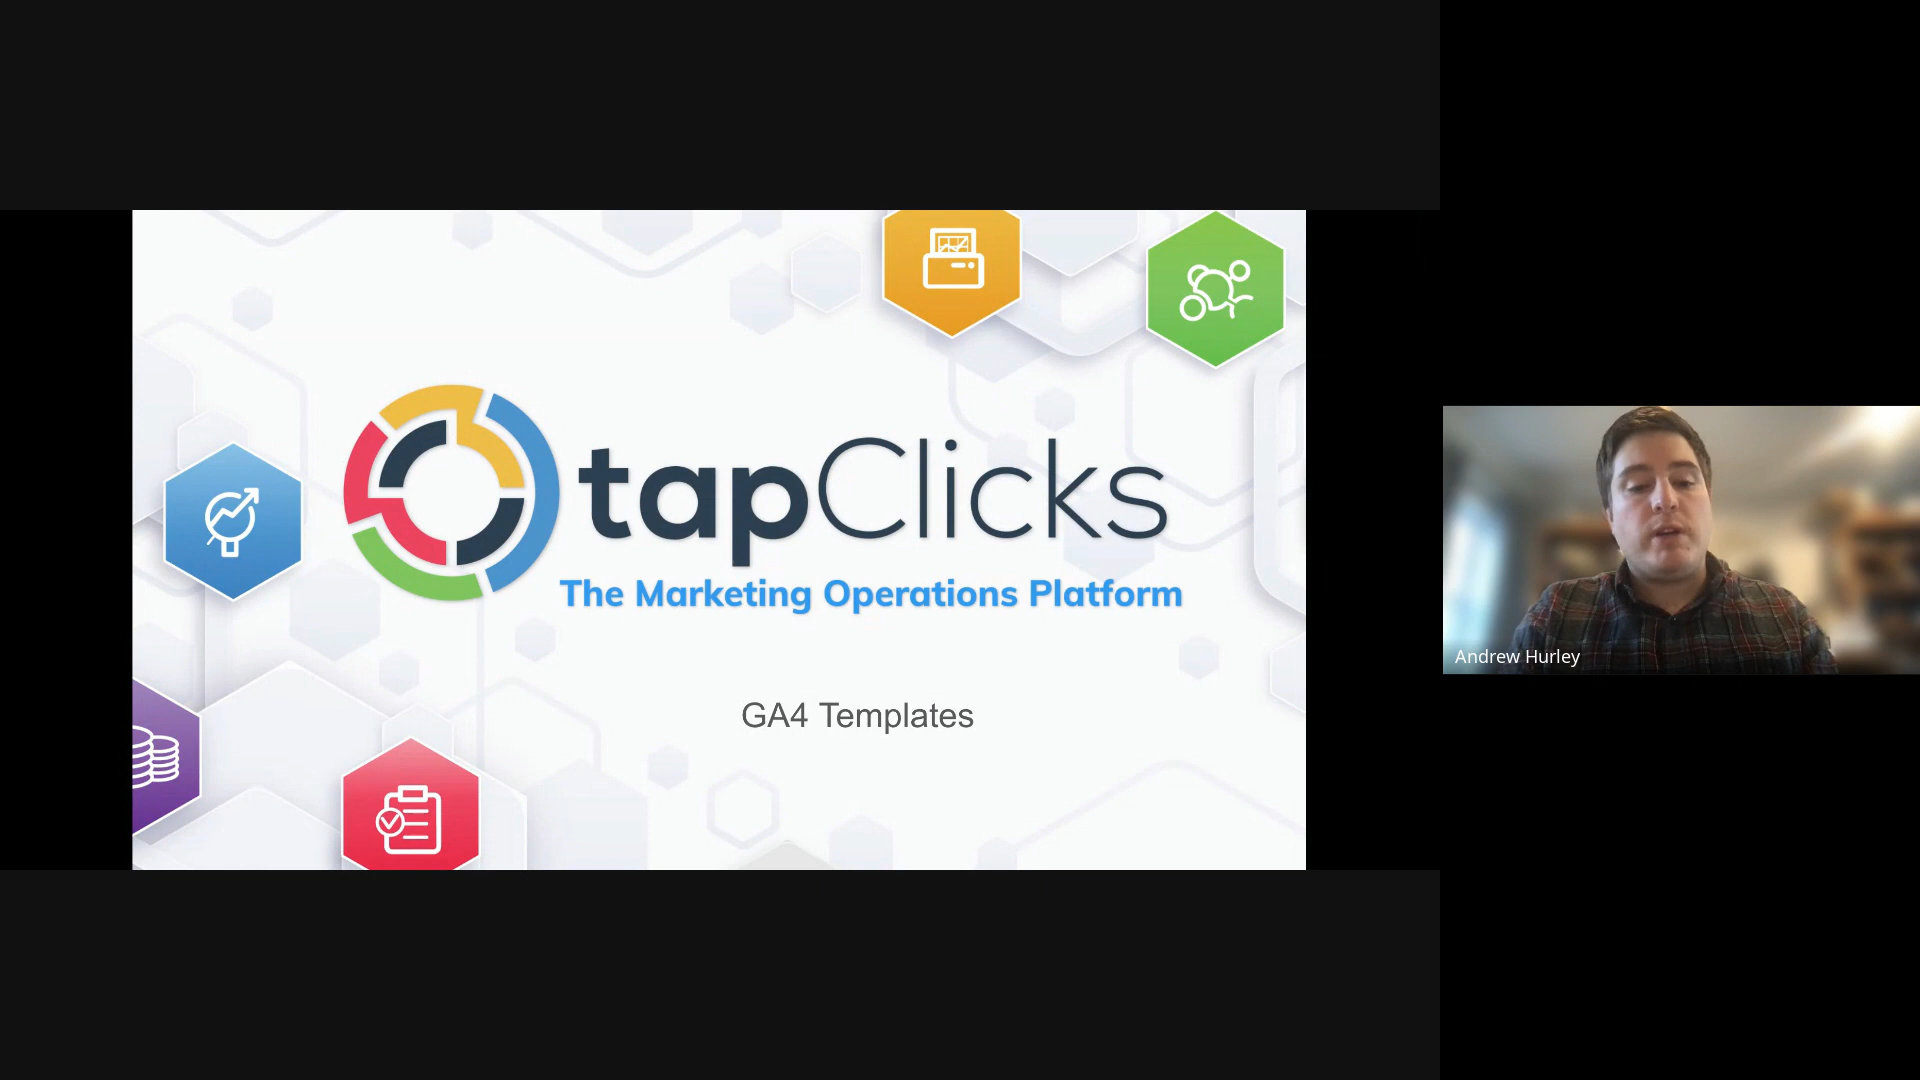 tapClicks
The Marketing Operations Platform
GA4 Templates
Andrew Hurley